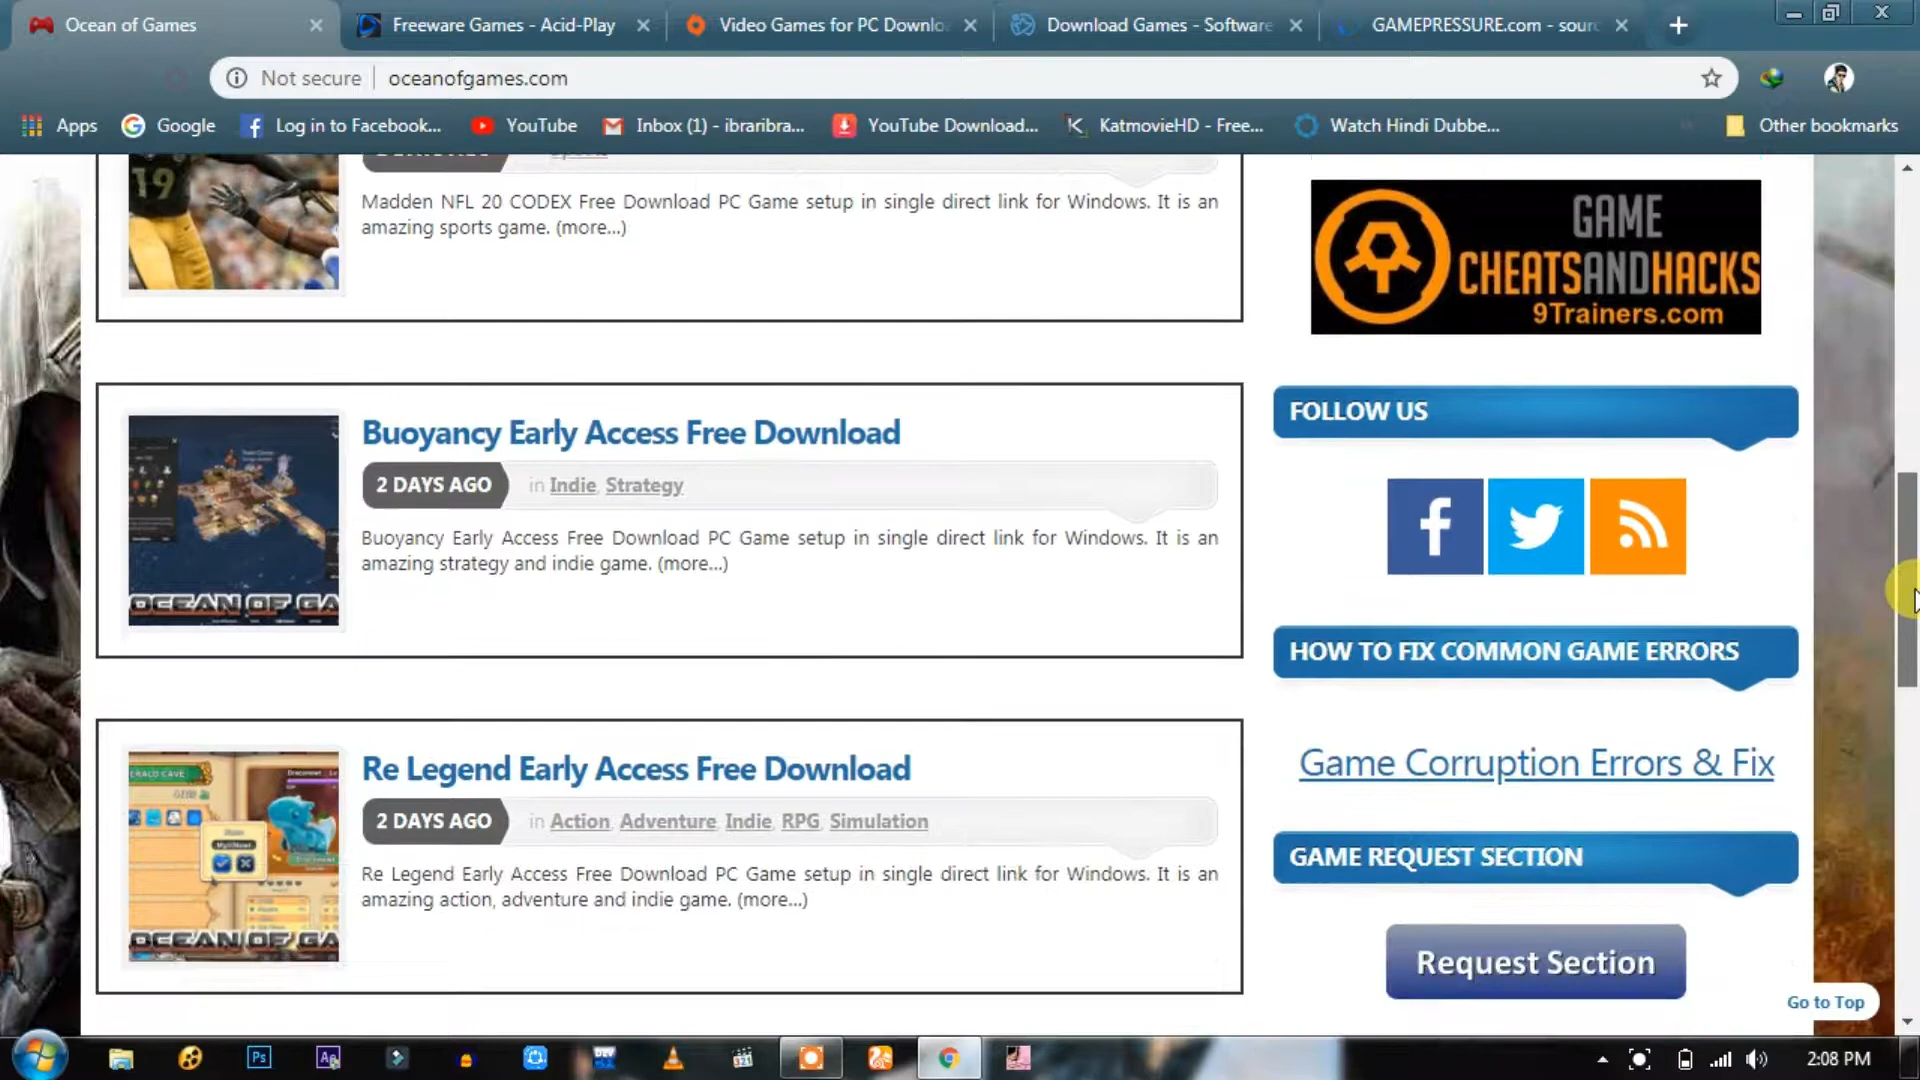 Ocean of Games
Freeware Games - Acid-Play
Video Games for PC Downlo
Download Games - Software
GAMEPRESSURE.com - sour
Not secure
oceanofgames.com
Apps
Google
Log in to Facebook...
YouTube
Inbox (1) - ibraribra...
YouTube Download...
KatmovieHD - Free...
Watch Hindi Dubbe...
Other bookmarks
19
Madden NFL 20 CODEX Free Download PC Game setup in single direct link for Windows. It is an
amazing sports game. (more...)
GAME
CHEATSANDHACKS
9Trainers.com
Buoyancy Early Access Free Download
2 DAYS AGO
in Indie, Strategy
Buoyancy Early Access Free Download PC Game setup in single direct link for Windows. It is an
amazing strategy and indie game. (more...)
OCEAN OF GA
FOLLOW US
HOW TO FIX COMMON GAME ERRORS
Game Corruption Errors & Fix
Re Legend Early Access Free Download
2 DAYS AGO
in Action, Adventure, Indie, RPG, Simulation
Re Legend Early Access Free Download PC Game setup in single direct link for Windows. It is an
amazing action, adventure and indie game. (more...)
OCEAN OF GA
GAME REQUEST SECTION
Request Section
Go to Top
Ps
DEV
2:08 PM